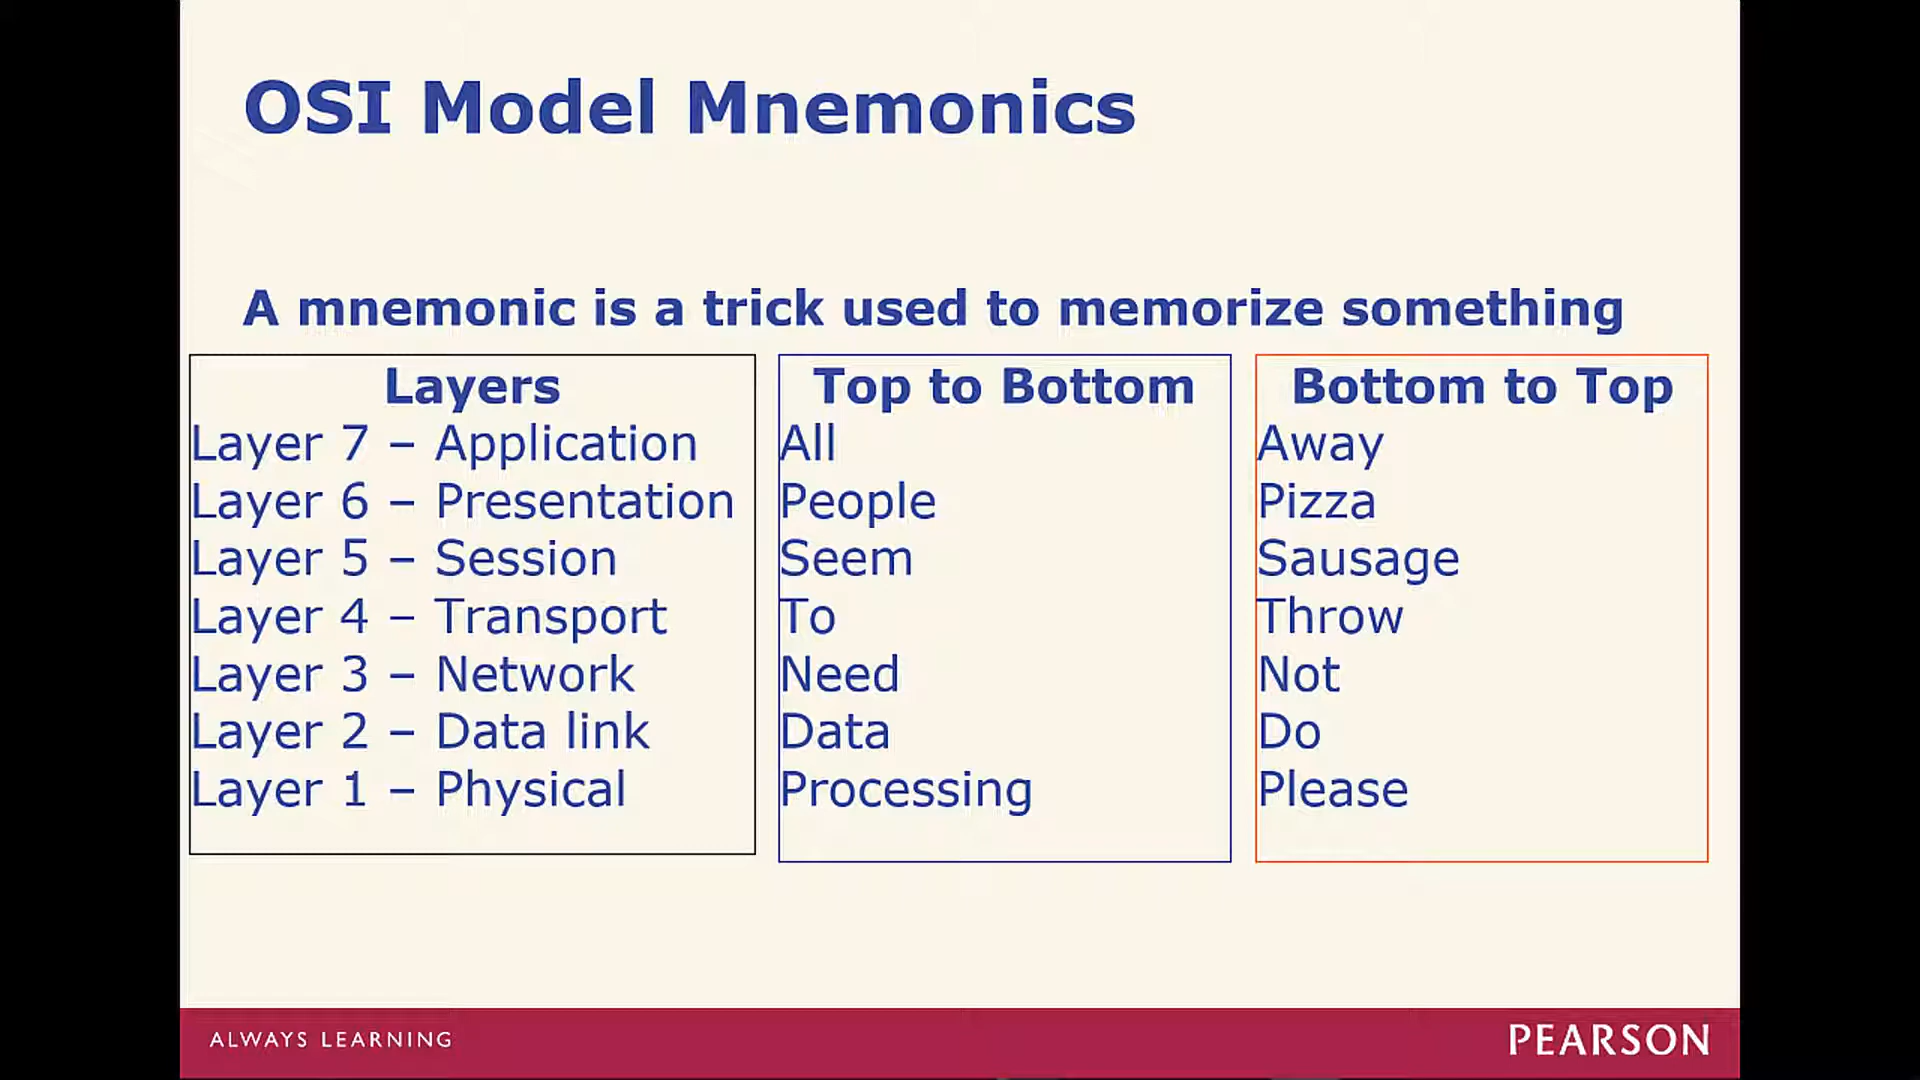 OSI Model Mnemonics
A mnemonic is a trick used to memorize something
Layers
Layer 7 – Application
Layer 6 – Presentation
Layer 5 – Session
Layer 4 – Transport
Layer 3 – Network
Layer 2 – Data link
Layer 1 – Physical
Top to Bottom
All
People
Seem
To
Need
Data
Processing
Bottom to Top
Away
Pizza
Sausage
Throw
Not
Do
Please
ALWAYS LEARNING
PEARSON